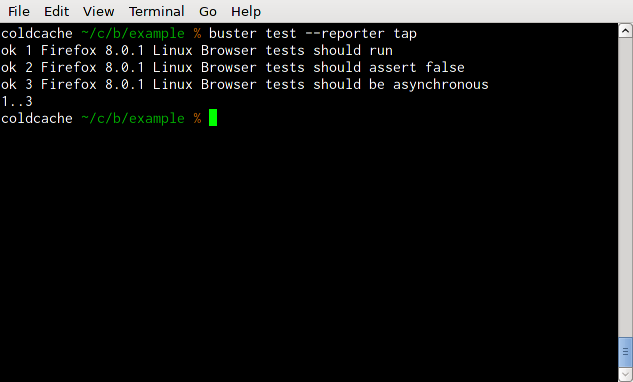 File Edit View Terminal Go Help
coldcache ~/c/b/example % buster test --reporter tap
ok 1 Firefox 8.0.1 Linux Browser tests should run
ok 2 Firefox 8.0.1 Linux Browser tests should assert false
ok 3 Firefox 8.0.1 Linux Browser tests should be asynchronous
1..3
coldcache ~/c/b/example %